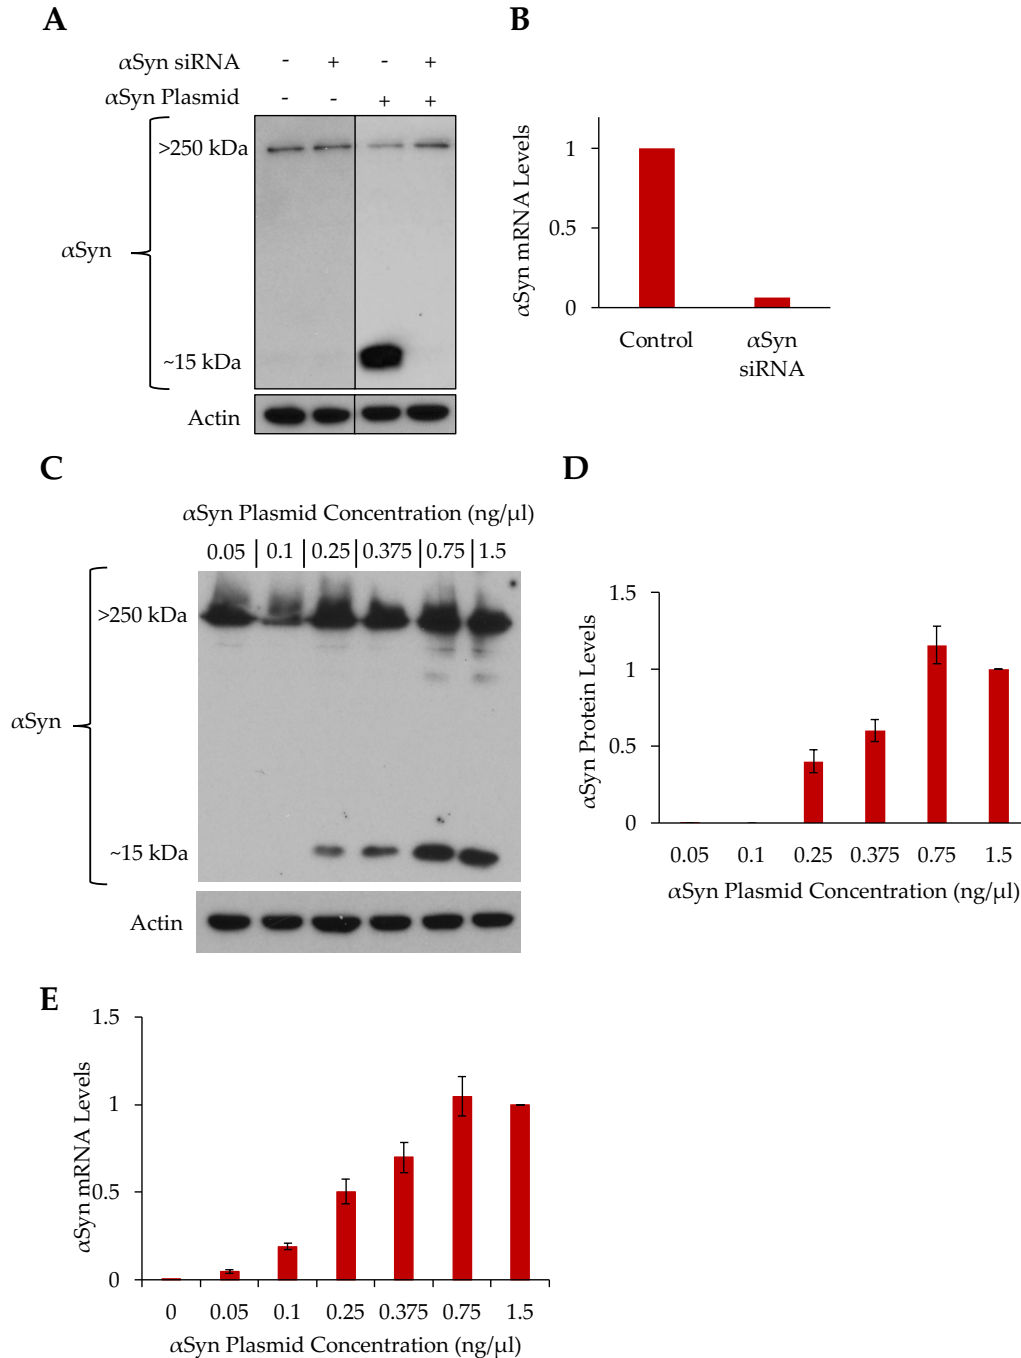 A
αSyn siRNA - + - +
αSyn Plasmid - - + +
>250 kDa
αSyn
~15 kDa
Actin
B
αSyn mRNA Levels
1
0.5
0
Control
αSyn
siRNA
C
αSyn Plasmid Concentration (ng/µl)
0.05 | 0.1 | 0.25 | 0.375 | 0.75 | 1.5
>250 kDa
αSyn
~15 kDa
Actin
D
αSyn Protein Levels
1.5
1
0.5
0
0.05 0.1 0.25 0.375 0.75 1.5
αSyn Plasmid Concentration (ng/µl)
E
αSyn mRNA Levels
1.5
1
0.5
0
0 0.05 0.1 0.25 0.375 0.75 1.5
αSyn Plasmid Concentration (ng/µl)